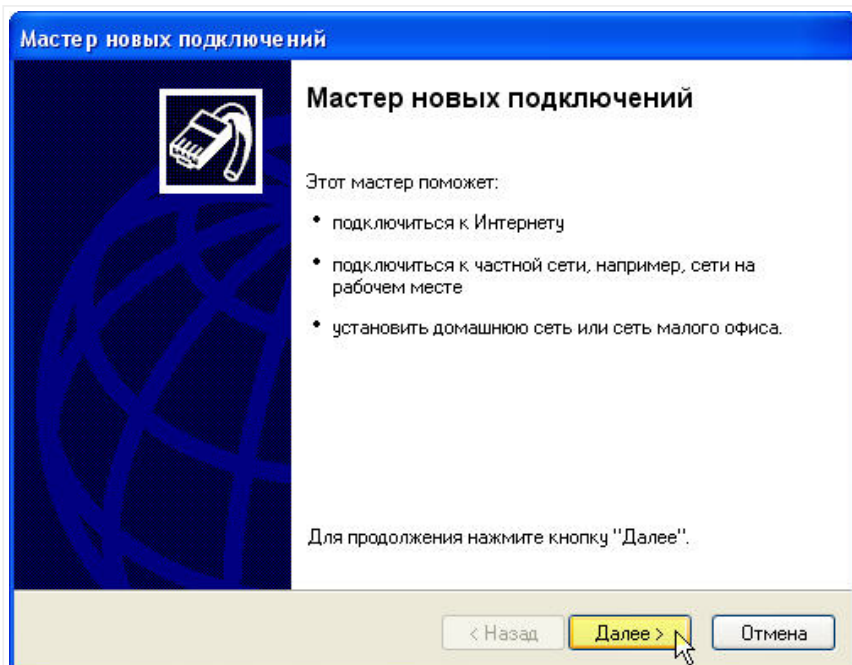 Мастер новых подключений
Мастер новых подключений
Этот мастер поможет:
• подключиться к Интернету
• подключиться к частной сети, например, сети на
рабочем месте
• установить домашнюю сеть или сеть малого офиса.
Для продолжения нажмите кнопку "Далее".
< Назад Далее > Отмена